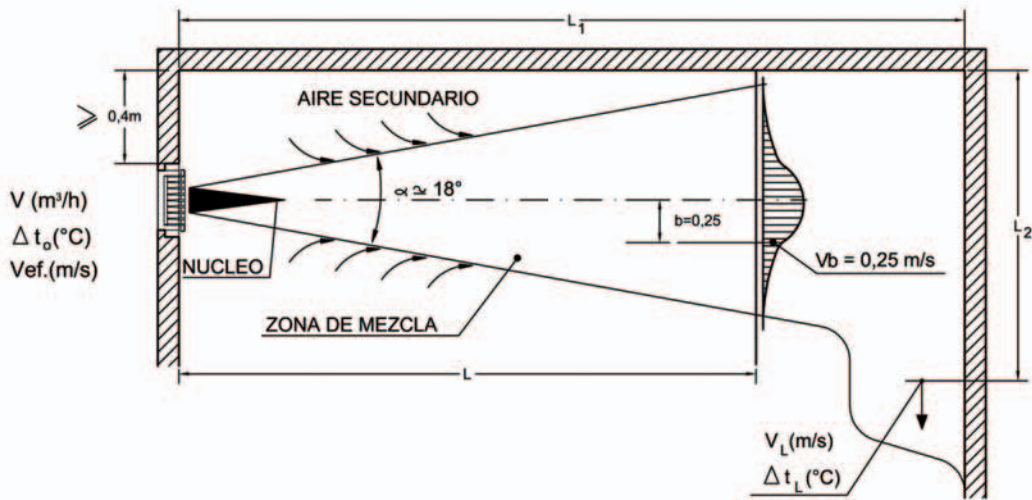 L1
AIRE SECUNDARIO
⩾ 0,4m
V (m³/h)
Δ to(°C)
Vef.(m/s)
NUCLEO
18°
b=0,25
Vb = 0,25 m/s
L2
ZONA DE MEZCLA
L
VL(m/s)
Δ tL(°C)